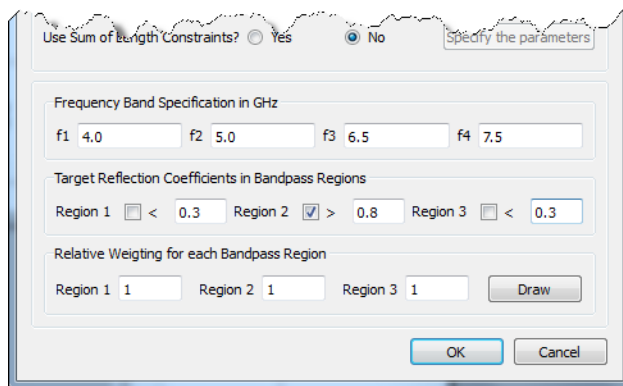 Use Sum of Length Constraints? Yes No Specify the parameters
Frequency Band Specification in GHz
f1 4.0 f2 5.0 f3 6.5 f4 7.5
Target Reflection Coefficients in Bandpass Regions
Region 1 < 0.3 Region 2 > 0.8 Region 3 < 0.3
Relative Weigting for each Bandpass Region
Region 1 1 Region 2 1 Region 3 1 Draw
OK Cancel